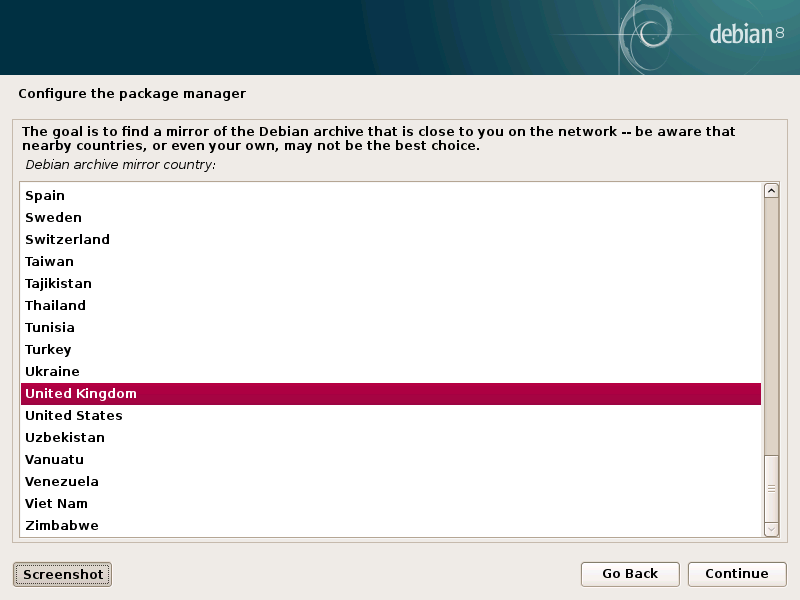 debian 8
Configure the package manager
The goal is to find a mirror of the Debian archive that is close to you on the network -- be aware that
nearby countries, or even your own, may not be the best choice.
Debian archive mirror country:
Spain
Sweden
Switzerland
Taiwan
Tajikistan
Thailand
Tunisia
Turkey
Ukraine
United Kingdom
United States
Uzbekistan
Vanuatu
Venezuela
Viet Nam
Zimbabwe
Screenshot
Go Back
Continue